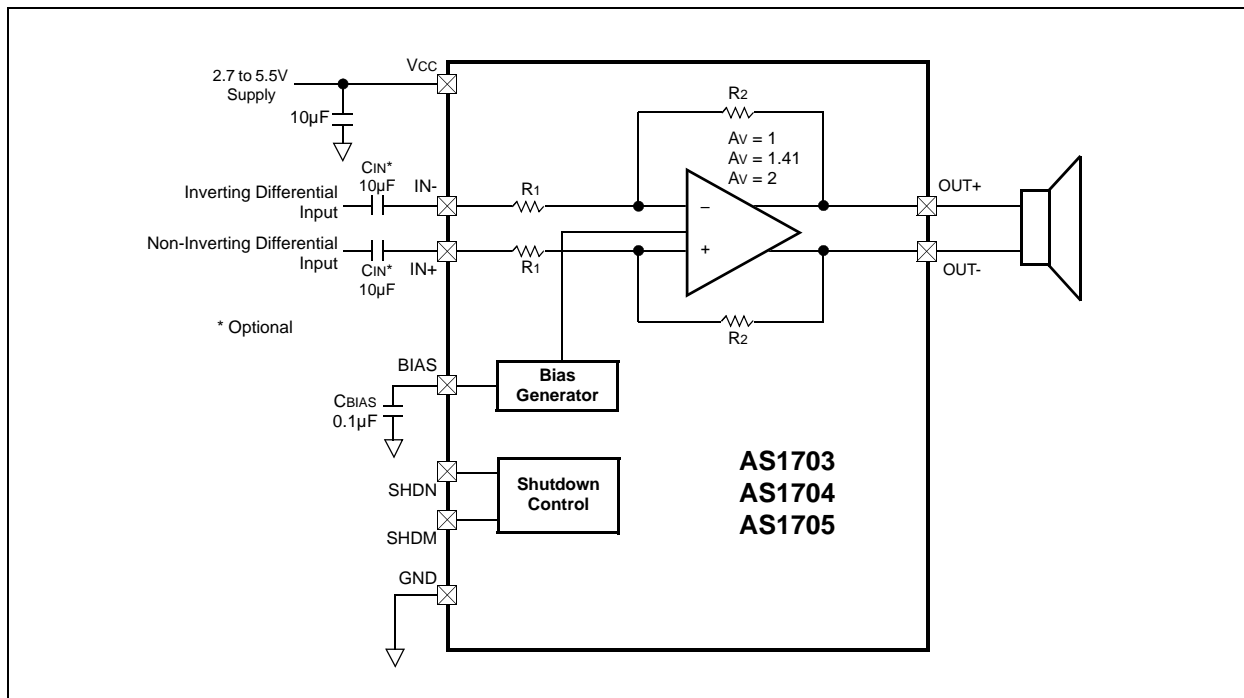 VCC
2.7 to 5.5V
Supply
10µF
R2
AV = 1
AV = 1.41
AV = 2
CIN*
10µF
IN-
Inverting Differential
Input
R1
–
OUT+
Non-Inverting Differential
Input
CIN*
10µF
IN+
R1
+
OUT-
* Optional
R2
BIAS
Bias
Generator
CBIAS
0.1µF
SHDN
SHDM
Shutdown
Control
AS1703
AS1704
AS1705
GND